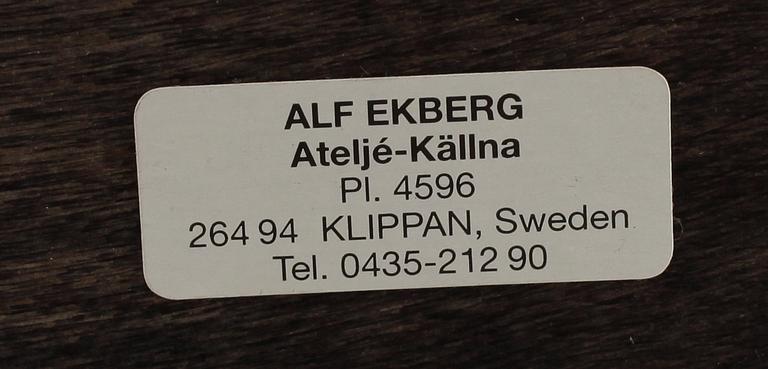 ALF EKBERG
Ateljé-Källna
Pl. 4596
264 94 KLIPPAN, Sweden
Tel. 0435-212 90